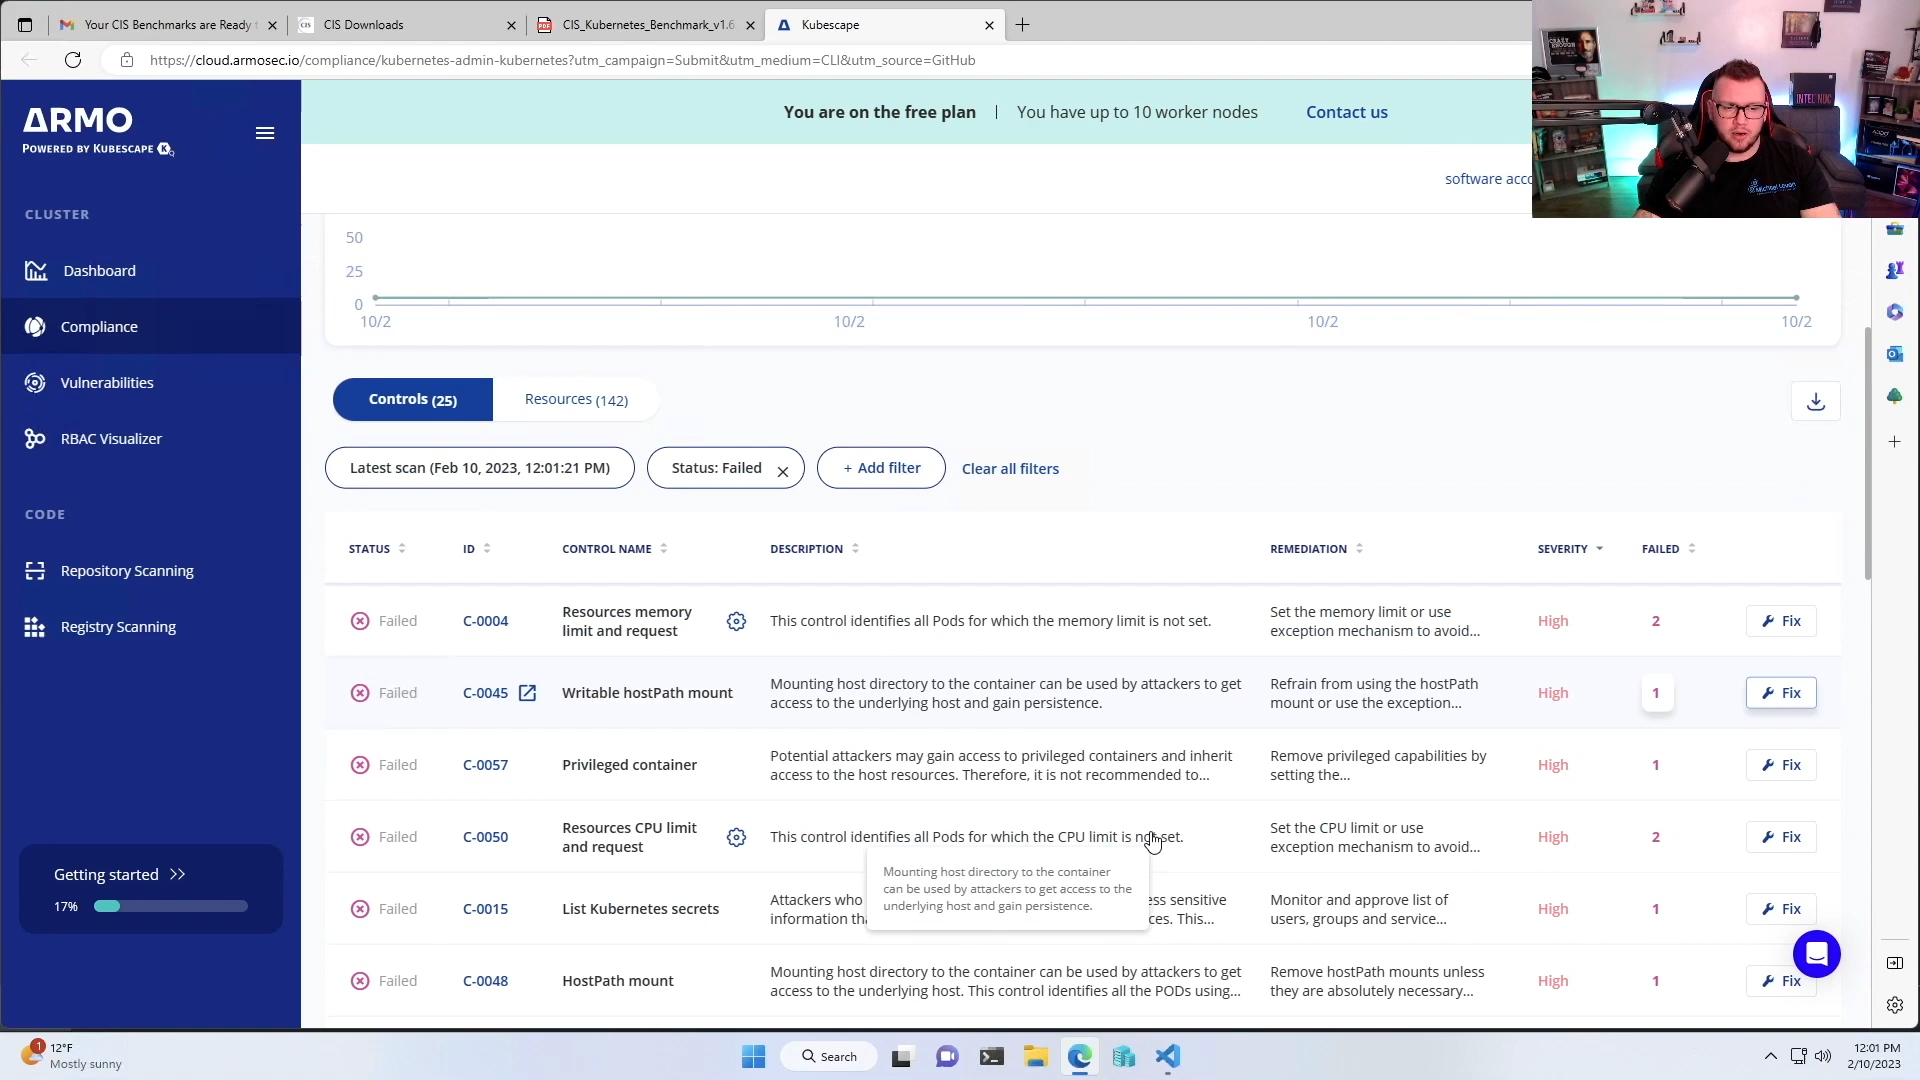 Your CIS Benchmarks are Ready
CIS Downloads
CIS_Kubernetes_Benchmark_v1.6
Kubescape
https://cloud.armosec.io/compliance/kubernetes-admin-kubernetes?utm_campaign=Submit&utm_medium=CLI&utm_source=GitHub
ARMO
POWERED BY KUBESCAPE
You are on the free plan | You have up to 10 worker nodes Contact us
software acco
CLUSTER
Dashboard
Compliance
Vulnerabilities
RBAC Visualizer
CODE
Repository Scanning
Registry Scanning
Getting started
17%
50
25
0
10/2 10/2 10/2 10/2
Controls (25) Resources (142)
Latest scan (Feb 10, 2023, 12:01:21 PM) Status: Failed + Add filter Clear all filters
STATUS ID CONTROL NAME DESCRIPTION REMEDIATION SEVERITY FAILED
Failed C-0004 Resources memory limit and request This control identifies all Pods for which the memory limit is not set. Set the memory limit or use exception mechanism to avoid... High 2 Fix
Failed C-0045 Writable hostPath mount Mounting host directory to the container can be used by attackers to get access to the underlying host and gain persistence. Refrain from using the hostPath mount or use the exception... High 1 Fix
Failed C-0057 Privileged container Potential attackers may gain access to privileged containers and inherit access to the host resources. Therefore, it is not recommended to... Remove privileged capabilities by setting the... High 1 Fix
Failed C-0050 Resources CPU limit and request This control identifies all Pods for which the CPU limit is not set. Set the CPU limit or use exception mechanism to avoid... High 2 Fix
Mounting host directory to the container
can be used by attackers to get access to the
underlying host and gain persistence.
Failed C-0015 List Kubernetes secrets Attackers who ess sensitive information tha ces. This... Monitor and approve list of users, groups and service... High 1 Fix
Failed C-0048 HostPath mount Mounting host directory to the container can be used by attackers to get access to the underlying host. This control identifies all the PODs using... Remove hostPath mounts unless they are absolutely necessary... High 1 Fix
CRAZY
ENOUGH
INTEL NUC
Michael Levan
1
12°F
Mostly sunny
Search
12:01 PM
2/10/2023